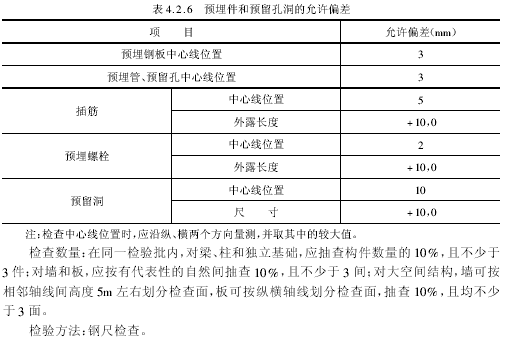 表 4.2.6 预埋件和预留孔洞的允许偏差
项 目 允许偏差(mm)
预埋钢板中心线位置 3
预埋管、预留孔中心线位置 3
插筋 中心线位置 5
外露长度 +10,0
预埋螺栓 中心线位置 2
外露长度 +10,0
预留洞 中心线位置 10
尺 寸 +10,0
注:检查中心线位置时,应沿纵、横两个方向量测,并取其中的较大值。
检查数量:在同一检验批内,对梁、柱和独立基础,应抽查构件数量的 10%,且不少于
3 件;对墙和板,应按有代表性的自然间抽查 10%,且不少于 3 间;对大空间结构,墙可按
相邻轴线间高度 5m 左右划分检查面,板可按纵横轴线划分检查面,抽查 10%,且均不少
于 3 面。
检验方法:钢尺检查。